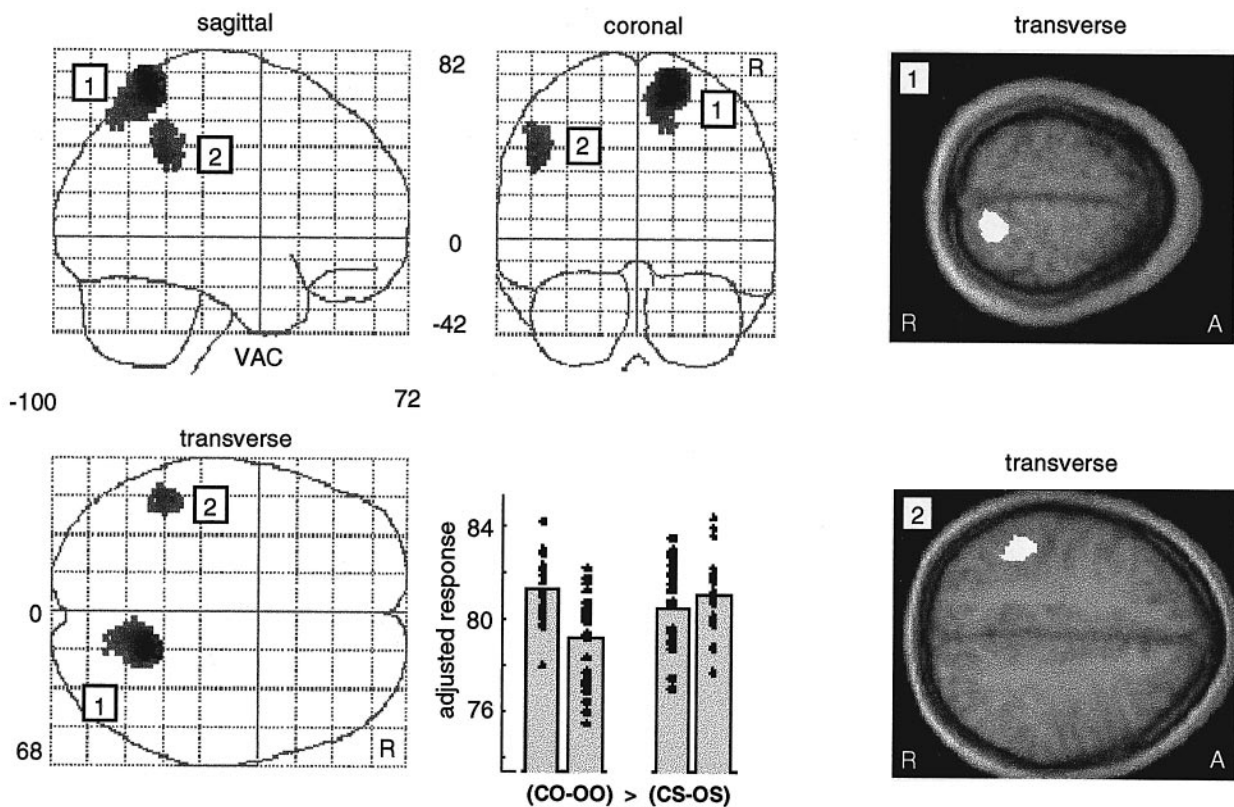 sagittal
coronal
transverse
1
2
VAC
82
0
-42
R
1
2
1
R
A
-100
72
transverse
2
0
1
68
R
adjusted response
84
80
76
(CO-OO) > (CS-OS)
transverse
2
R
A